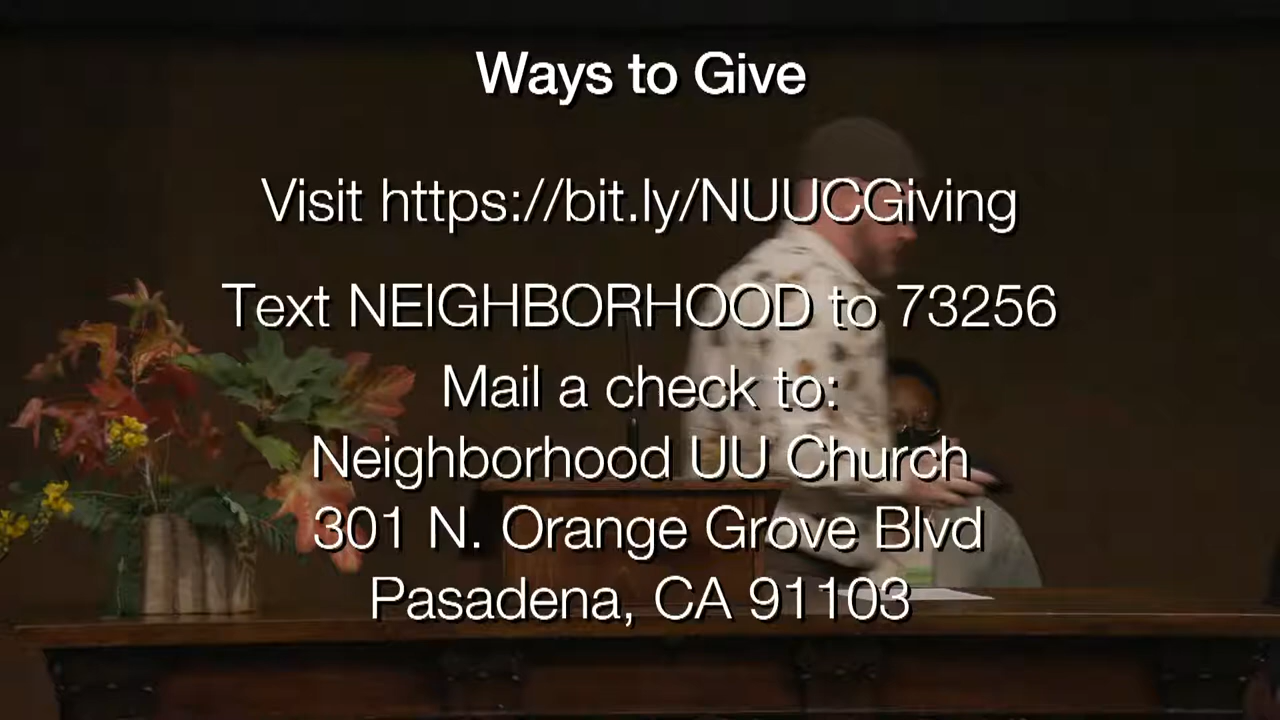 Ways to Give
Visit https://bit.ly/NUUCGiving
Text NEIGHBORHOOD to 73256
Mail a check to:
Neighborhood UU Church
301 N. Orange Grove Blvd
Pasadena, CA 91103